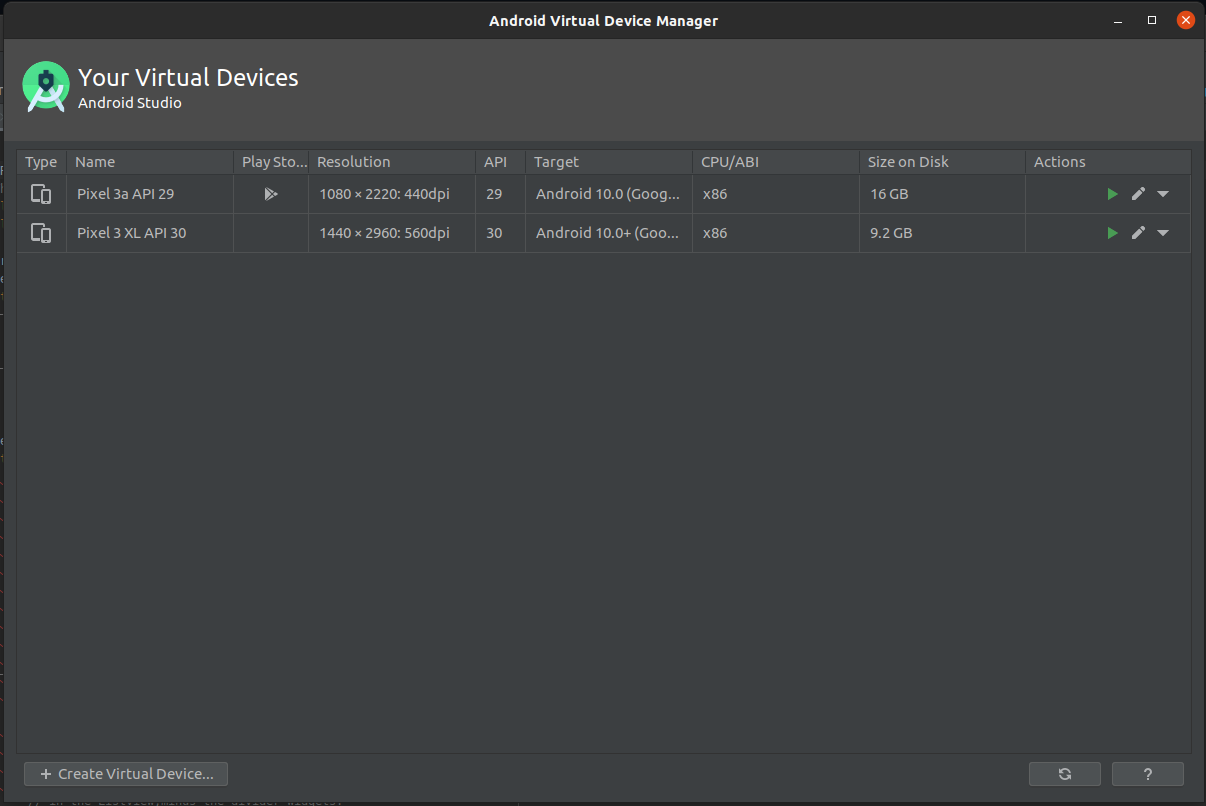 Android Virtual Device Manager
Your Virtual Devices
Android Studio
Type Name Play Sto... Resolution API Target CPU/ABI Size on Disk Actions
Pixel 3a API 29 1080 × 2220: 440dpi 29 Android 10.0 (Goog... x86 16 GB
Pixel 3 XL API 30 1440 × 2960: 560dpi 30 Android 10.0+ (Goo... x86 9.2 GB
+ Create Virtual Device... ?